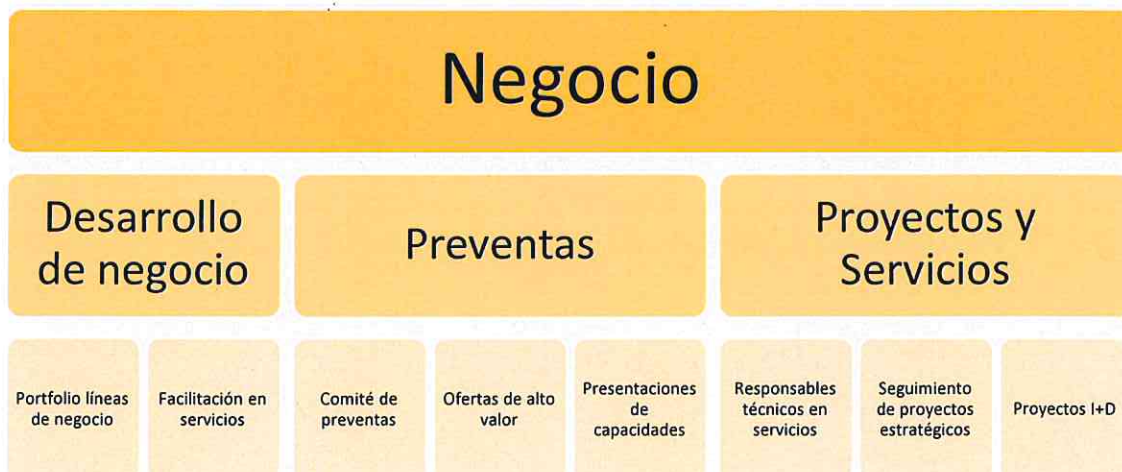 Negocio
Desarrollo
de negocio
Preventas
Proyectos y
Servicios
Portfolio líneas
de negocio
Facilitación en
servicios
Comité de
preventas
Ofertas de alto
valor
Presentaciones
de
capacidades
Responsables
técnicos en
servicios
Seguimiento
de proyectos
estratégicos
Proyectos I+D